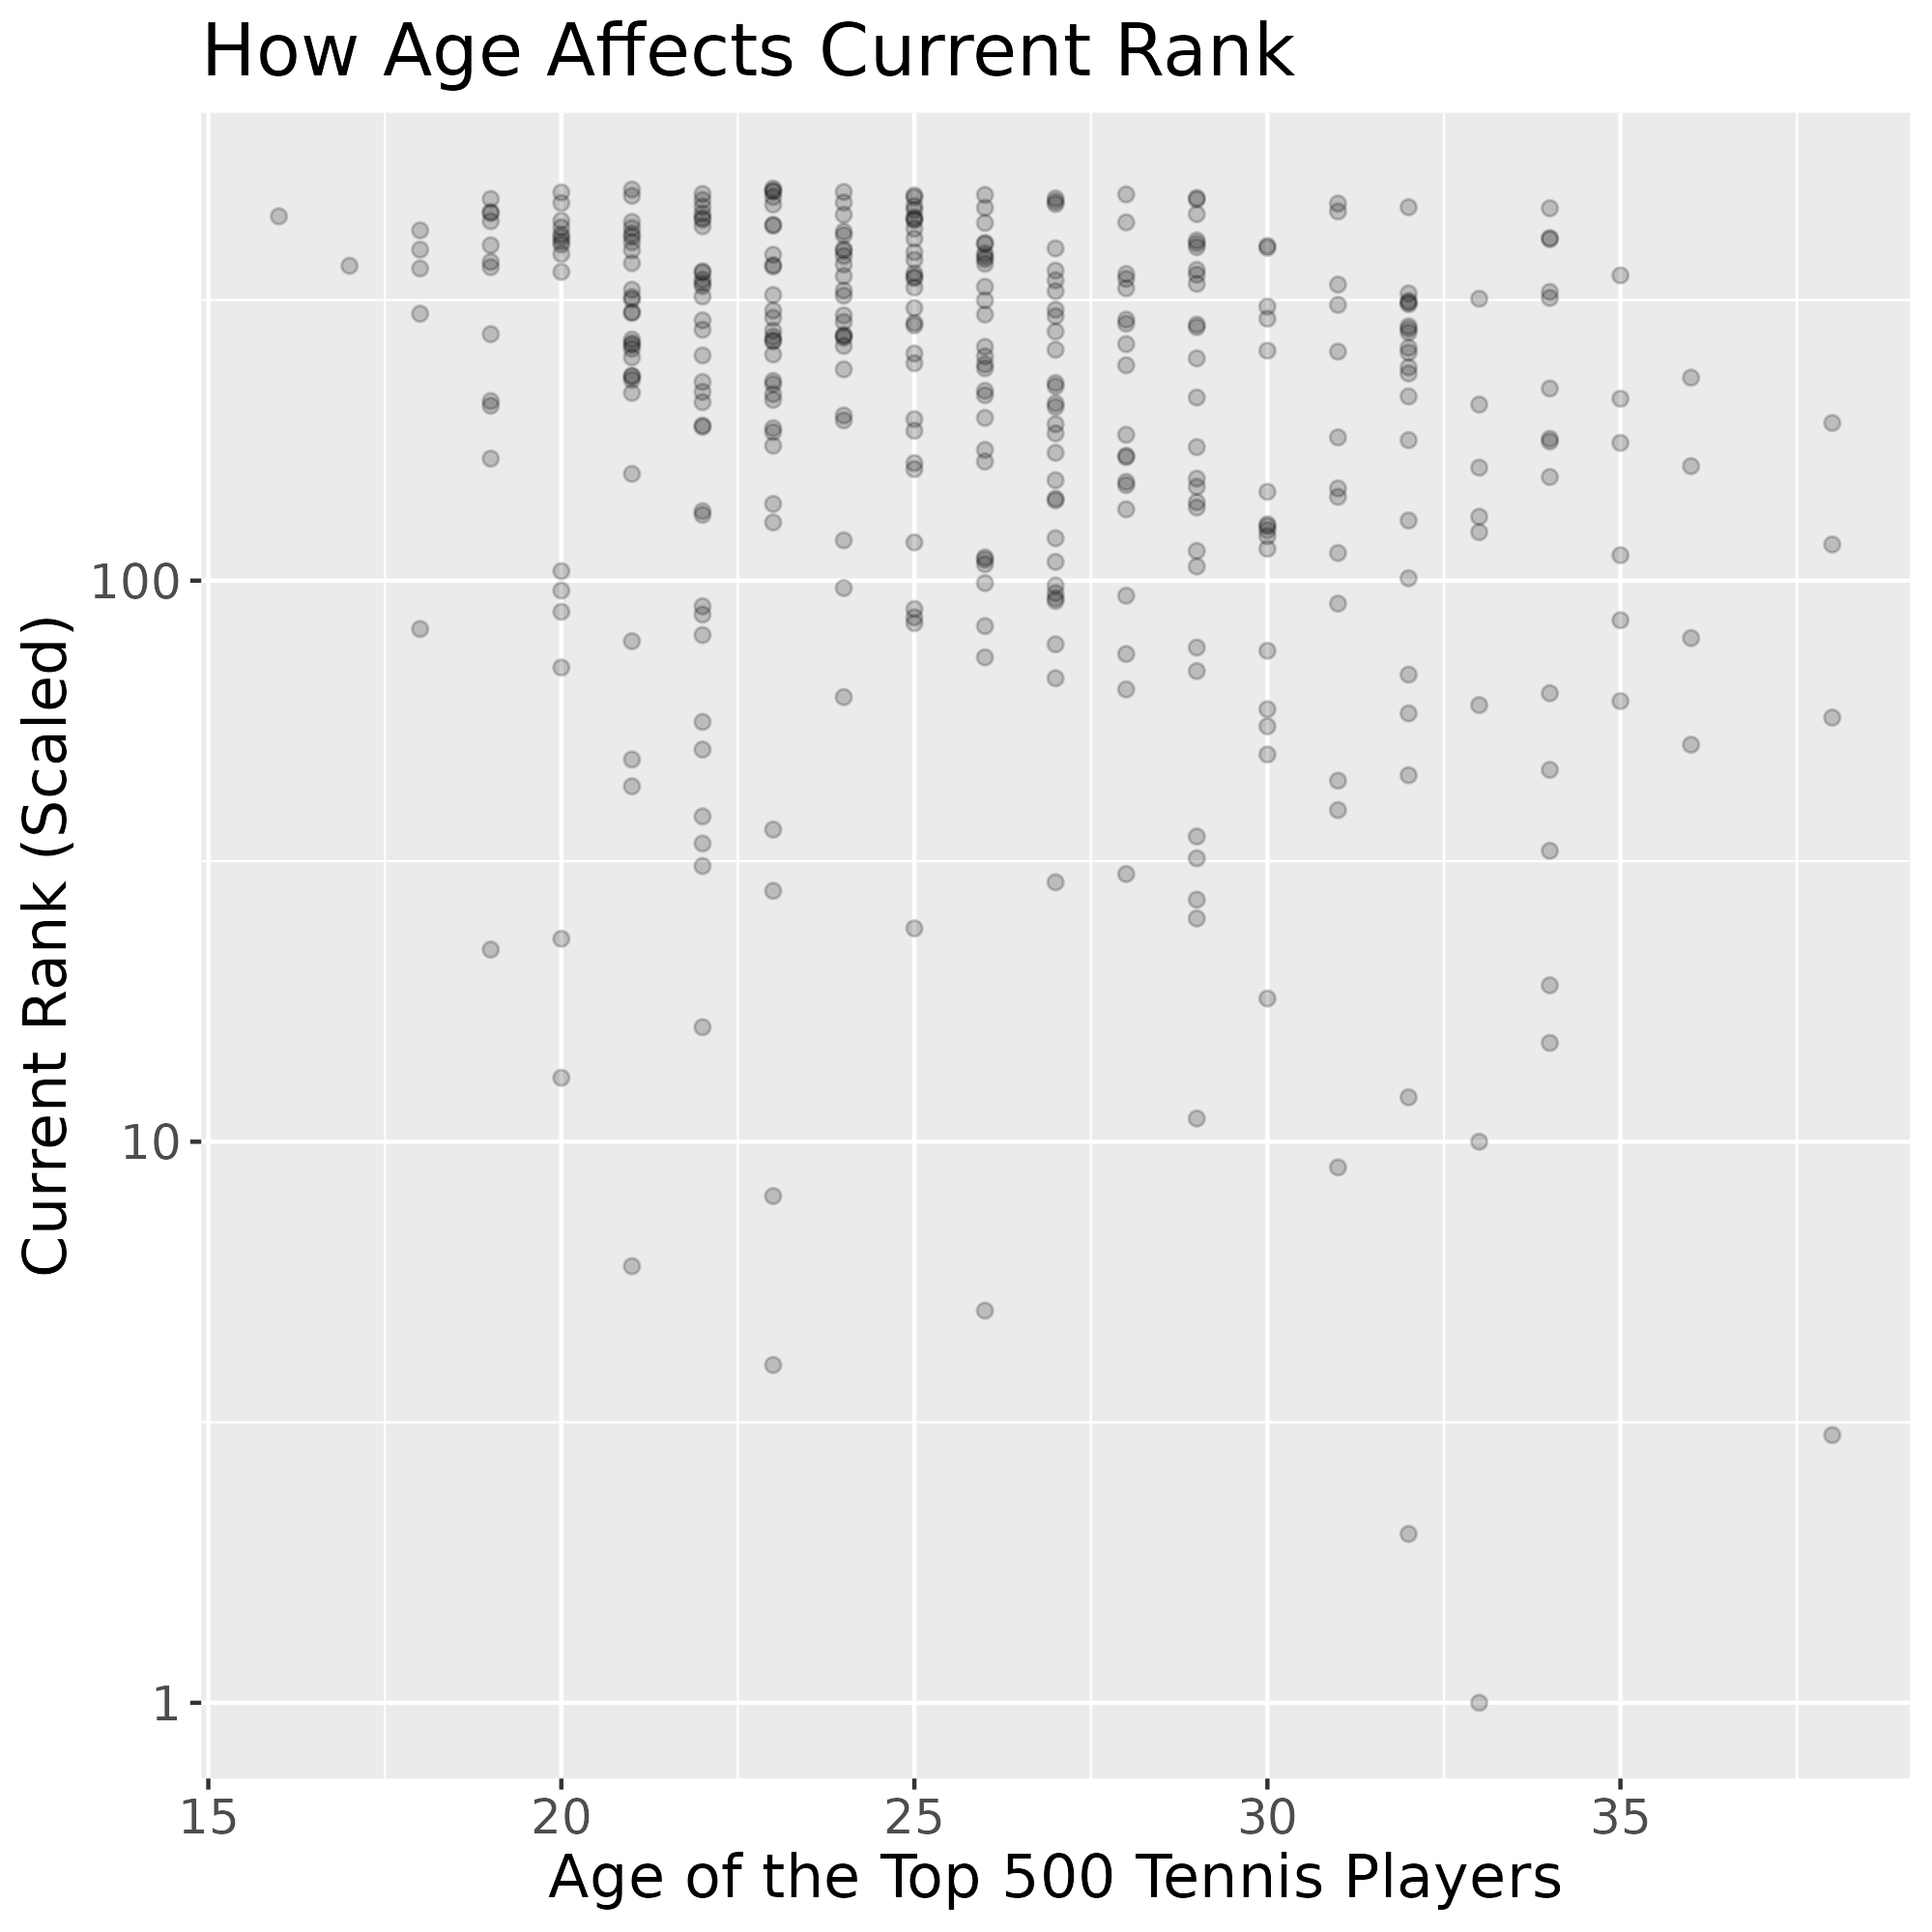 How Age Affects Current Rank
Current Rank (Scaled)
100
10
1
15 20 25 30 35
Age of the Top 500 Tennis Players